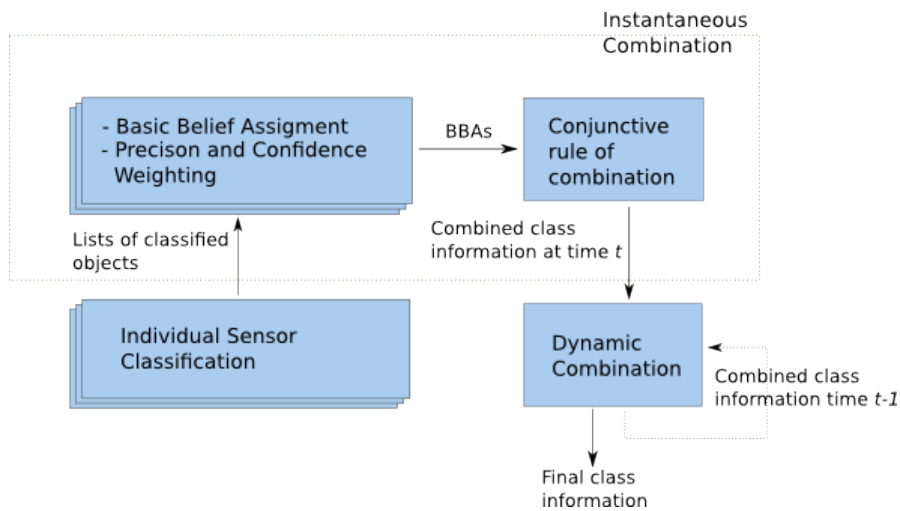 Instantaneous
Combination
- Basic Belief Assigment
- Precison and Confidence
Weighting
BBAs
Conjunctive
rule of
combination
Lists of classified
objects
Combined class
information at time t
Individual Sensor
Classification
Dynamic
Combination
Combined class
information time t-1
Final class
information